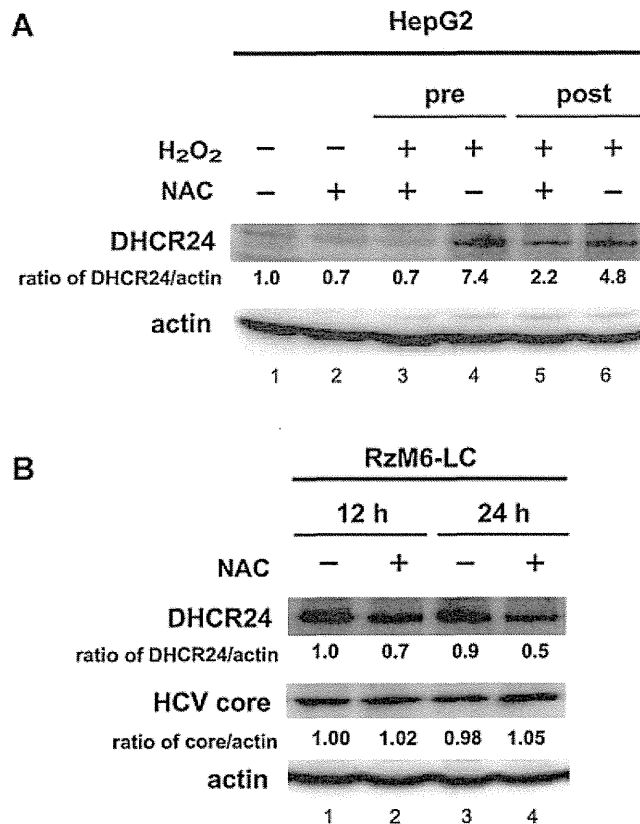 A
HepG2
pre post
H₂O₂ − − + + + +
NAC − + + − + −
DHCR24
ratio of DHCR24/actin 1.0 0.7 0.7 7.4 2.2 4.8
actin
1 2 3 4 5 6
B
RzM6-LC
12 h 24 h
NAC − + − +
DHCR24
ratio of DHCR24/actin 1.0 0.7 0.9 0.5
HCV core
ratio of core/actin 1.00 1.02 0.98 1.05
actin
1 2 3 4